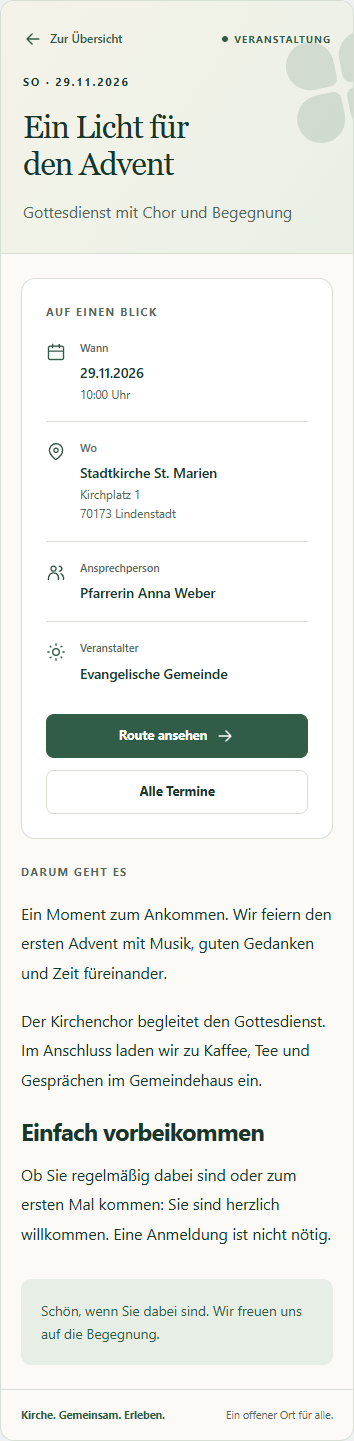 Zur Übersicht
VERANSTALTUNG
SO · 29.11.2026
Ein Licht für
den Advent
Gottesdienst mit Chor und Begegnung
AUF EINEN BLICK
Wann
29.11.2026
10:00 Uhr
Wo
Stadtkirche St. Marien
Kirchplatz 1
70173 Lindenstadt
Ansprechperson
Pfarrerin Anna Weber
Veranstalter
Evangelische Gemeinde
Route ansehen
Alle Termine
DARUM GEHT ES
Ein Moment zum Ankommen. Wir feiern den
ersten Advent mit Musik, guten Gedanken
und Zeit füreinander.
Der Kirchenchor begleitet den Gottesdienst.
Im Anschluss laden wir zu Kaffee, Tee und
Gesprächen im Gemeindehaus ein.
Einfach vorbeikommen
Ob Sie regelmäßig dabei sind oder zum
ersten Mal kommen: Sie sind herzlich
willkommen. Eine Anmeldung ist nicht nötig.
Schön, wenn Sie dabei sind. Wir freuen uns
auf die Begegnung.
Kirche. Gemeinsam. Erleben.
Ein offener Ort für alle.